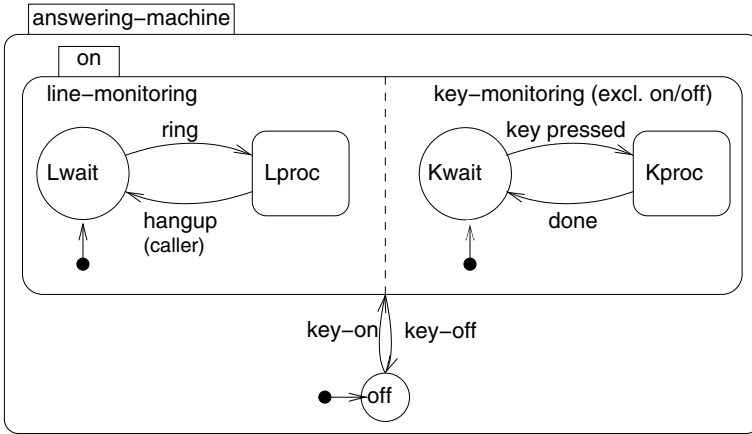 answering−machine
on
line−monitoring
key−monitoring (excl. on/off)
ring
key pressed
Lwait
Lproc
Kwait
Kproc
hangup
(caller)
done
key−on
key−off
off